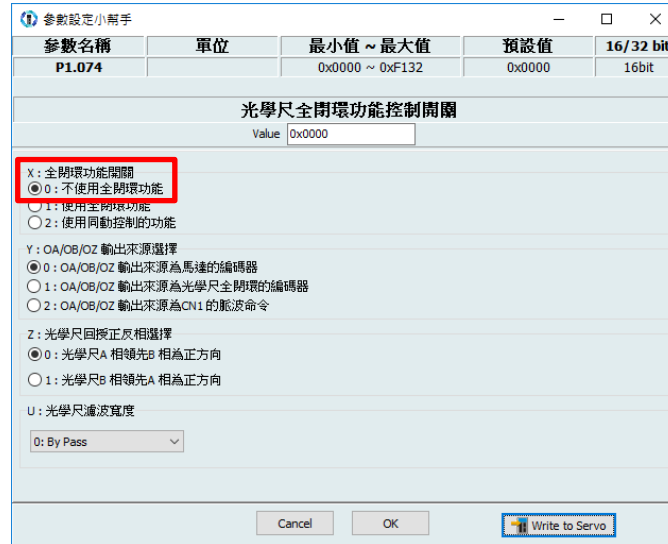 參數設定小幫手
參數名稱 單位 最小值 ~ 最大值 預設值 16/32 bit
P1.074 0x0000 ~ 0xF132 0x0000 16bit
光學尺全閉環功能控制開關
Value 0x0000
X : 全閉環功能開關
0 : 不使用全閉環功能
1 : 使用全閉環功能
2 : 使用同動控制的功能
Y : OA/OB/OZ 輸出來源選擇
0 : OA/OB/OZ 輸出來源為馬達的編碼器
1 : OA/OB/OZ 輸出來源為光學尺全閉環的編碼器
2 : OA/OB/OZ 輸出來源為CN1 的脈波命令
Z : 光學尺回授正反相選擇
0 : 光學尺A 相領先B 相為正方向
1 : 光學尺B 相領先A 相為正方向
U : 光學尺濾波寬度
0: By Pass
Cancel OK Write to Servo